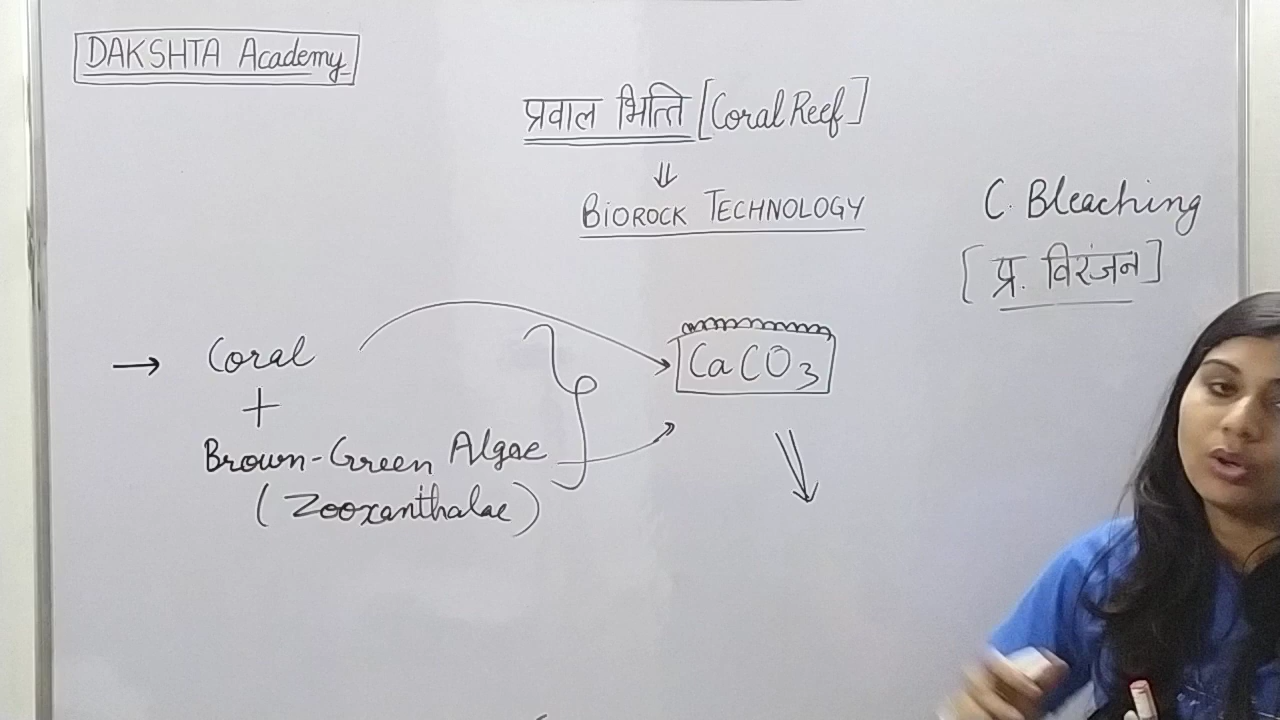 DAKSHTA Academy
प्रवाल भित्ति [Coral Reef]
⇓
BIOROCK TECHNOLOGY
C. Bleaching
[प्र. विरंजन]
→ Coral
+
Brown-Green Algae
(Zooxanthalae)
CaCO3